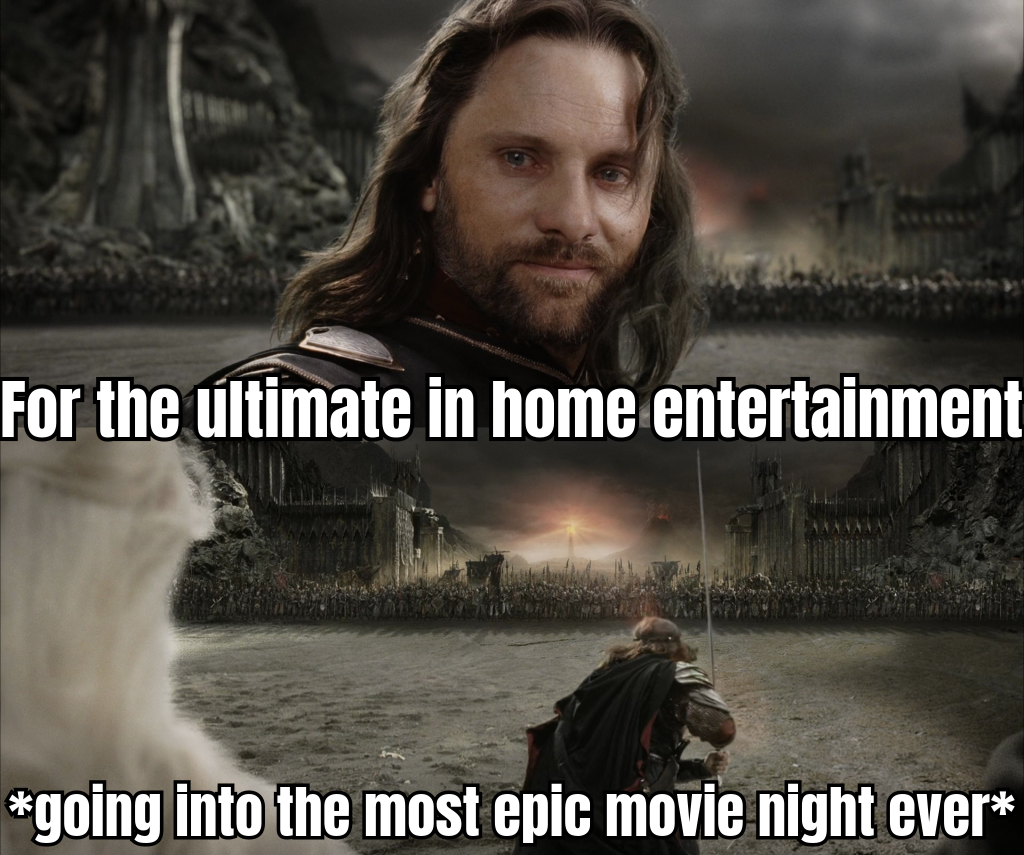 For the ultimate in home entertainment
*going into the most epic movie night ever*